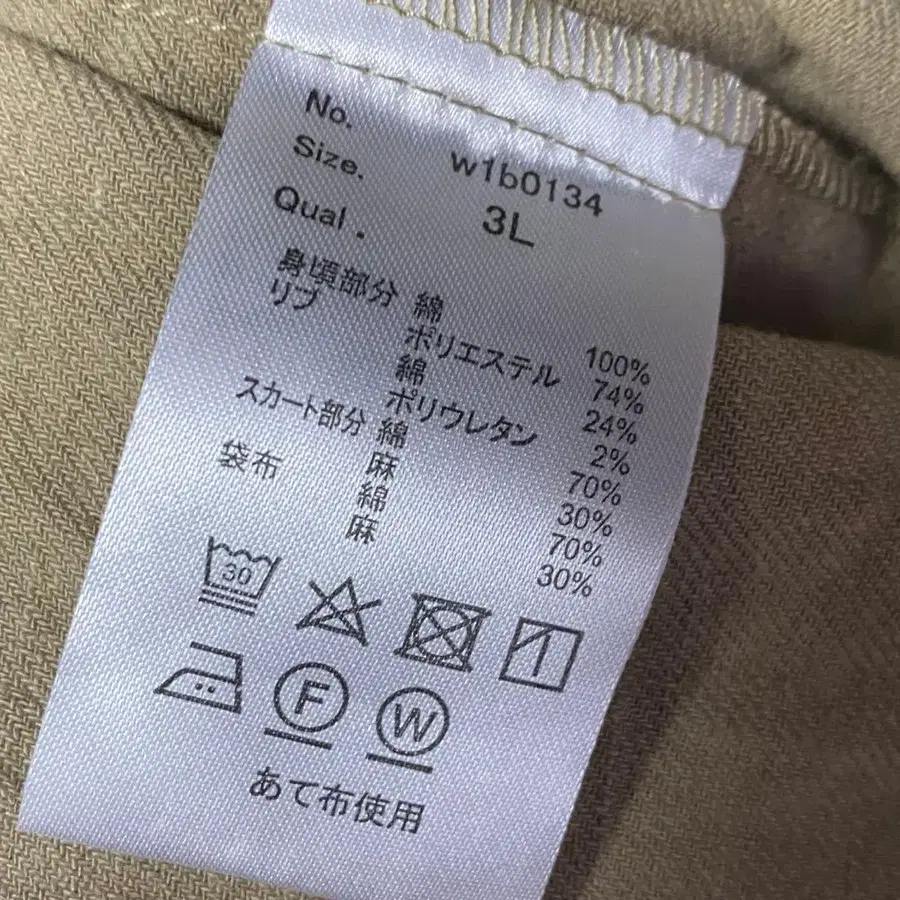 No. w1b0134
Size. 3L
Qual .
身頃部分 綿 100%
リブ ポリエステル 74%
綿 24%
ポリウレタン 2%
スカート部分 綿 70%
麻 30%
袋布 綿 70%
麻 30%
30
F W
あて布使用